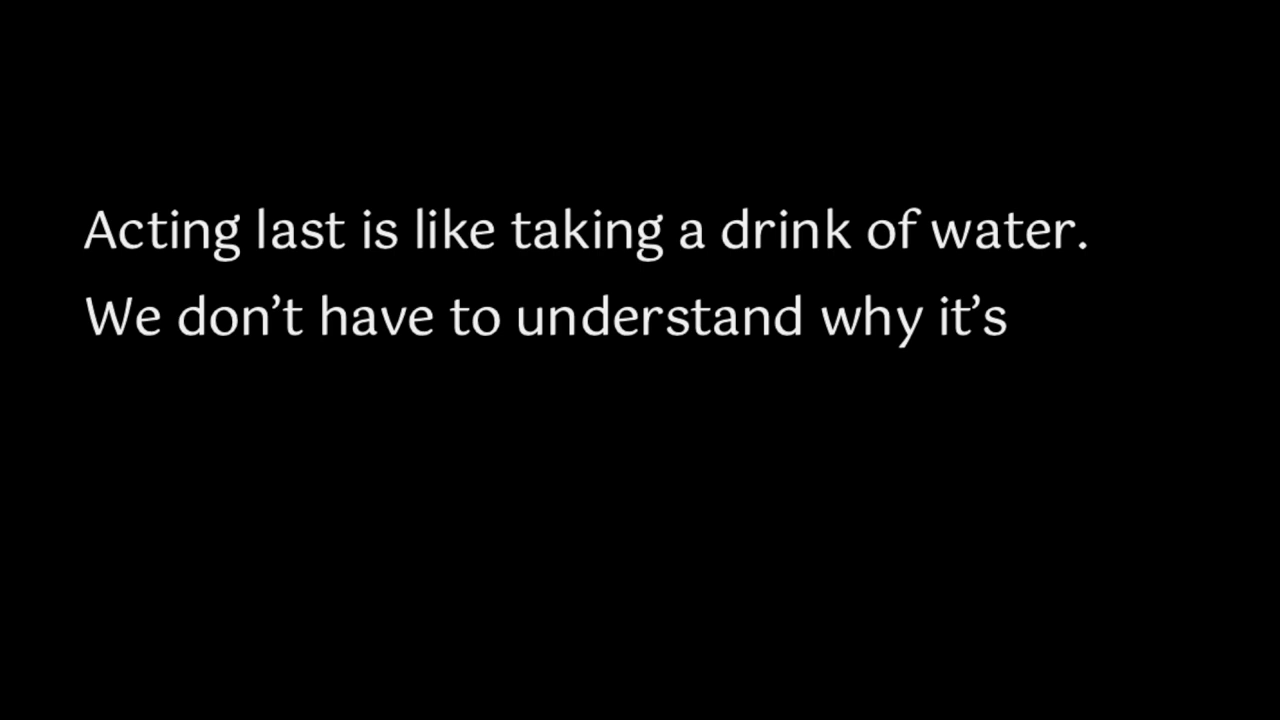 Acting last is like taking a drink of water.
We don’t have to understand why it’s